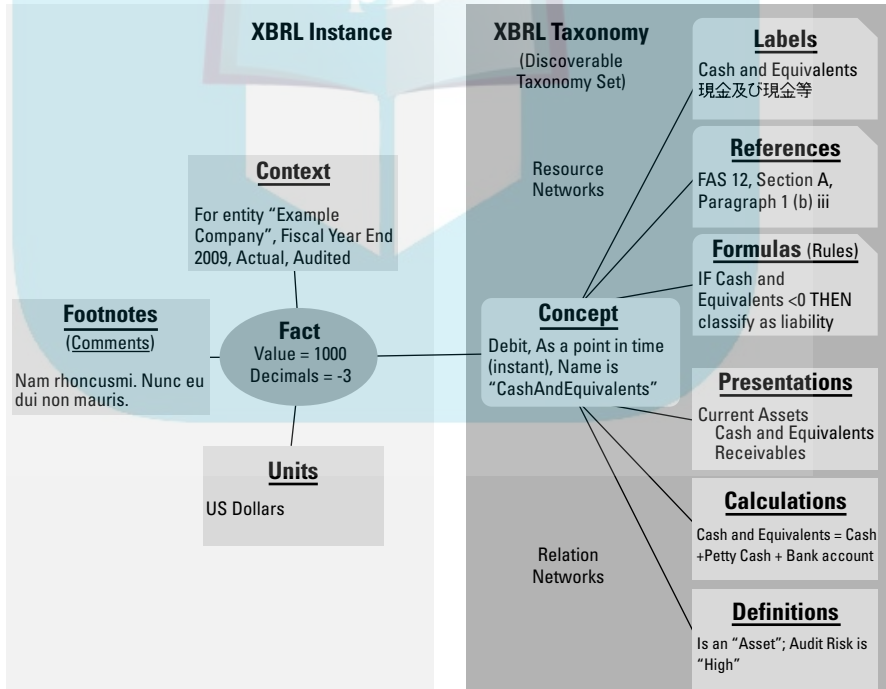 XBRL Instance
Context
For entity “Example
Company”, Fiscal Year End
2009, Actual, Audited
Footnotes
(Comments)
Nam rhoncusmi. Nunc eu
dui non mauris.
Fact
Value = 1000
Decimals = -3
Units
US Dollars
XBRL Taxonomy
(Discoverable
Taxonomy Set)
Resource
Networks
Concept
Debit, As a point in time
(instant), Name is
“CashAndEquivalents”
Relation
Networks
Labels
Cash and Equivalents
現金及び現金等
References
FAS 12, Section A,
Paragraph 1 (b) iii
Formulas (Rules)
IF Cash and
Equivalents <0 THEN
classify as liability
Presentations
Current Assets
Cash and Equivalents
Receivables
Calculations
Cash and Equivalents = Cash
+Petty Cash + Bank account
Definitions
Is an “Asset”; Audit Risk is
“High”